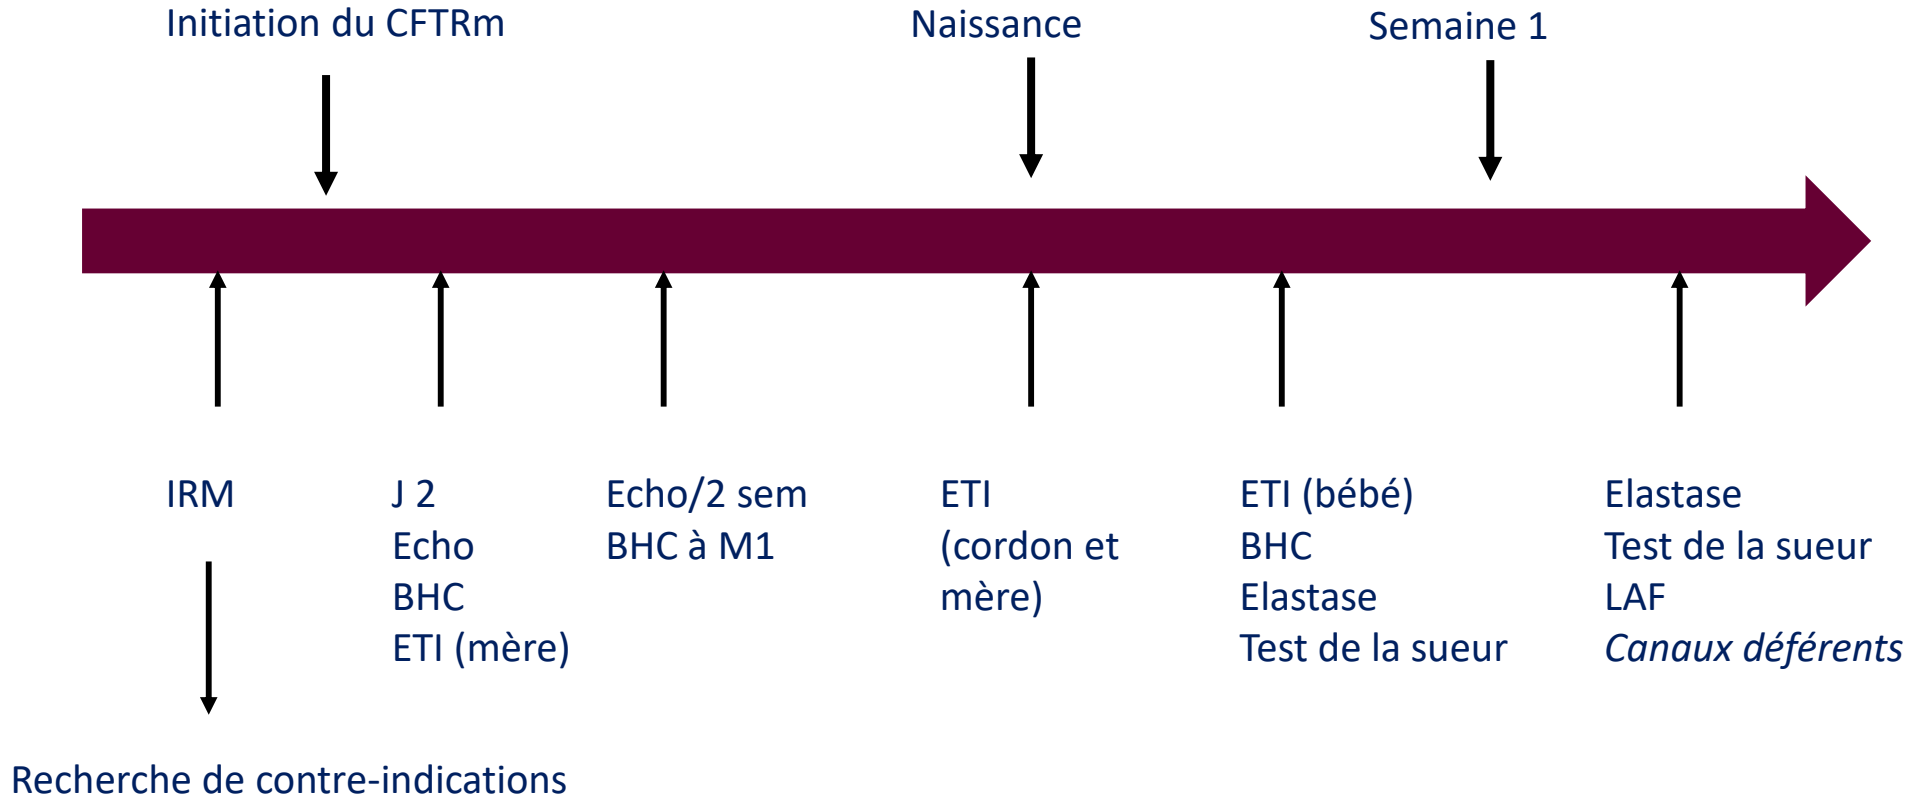 Initiation du CFTRm
Naissance
Semaine 1
IRM
J 2
Echo
BHC
ETI (mère)
Echo/2 sem
BHC à M1
ETI
(cordon et
mère)
ETI (bébé)
BHC
Elastase
Test de la sueur
Elastase
Test de la sueur
LAF
Canaux déférents
Recherche de contre-indications